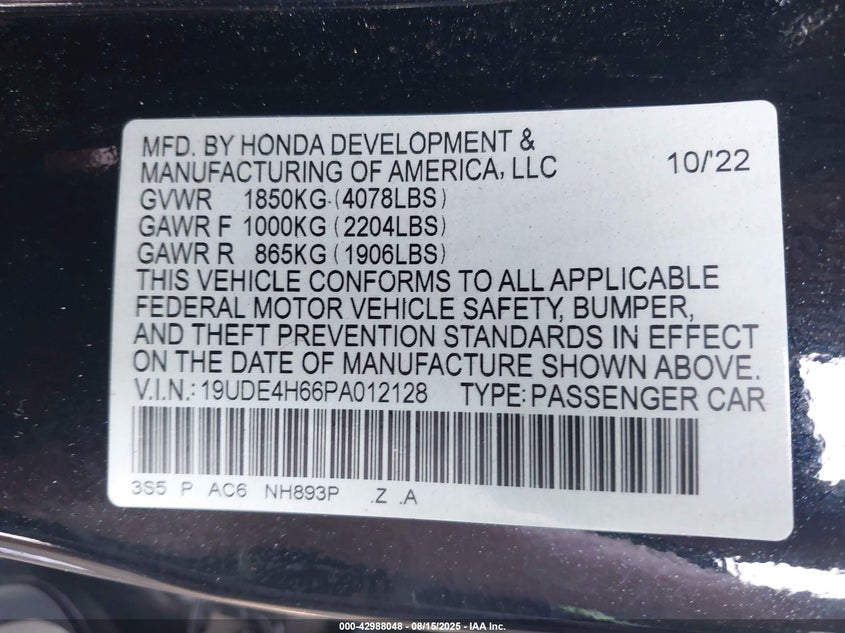 MFD. BY HONDA DEVELOPMENT &
MANUFACTURING OF AMERICA, LLC 10/'22
GVWR 1850KG (4078LBS)
GAWR F 1000KG (2204LBS)
GAWR R 865KG (1906LBS)
THIS VEHICLE CONFORMS TO ALL APPLICABLE
FEDERAL MOTOR VEHICLE SAFETY, BUMPER,
AND THEFT PREVENTION STANDARDS IN EFFECT
ON THE DATE OF MANUFACTURE SHOWN ABOVE.
V.I.N.: 19UDE4H66PA012128 TYPE: PASSENGER CAR
3S5 P AC6 NH893P .Z .A
000-42988048 - 08/15/2025 - IAA Inc.